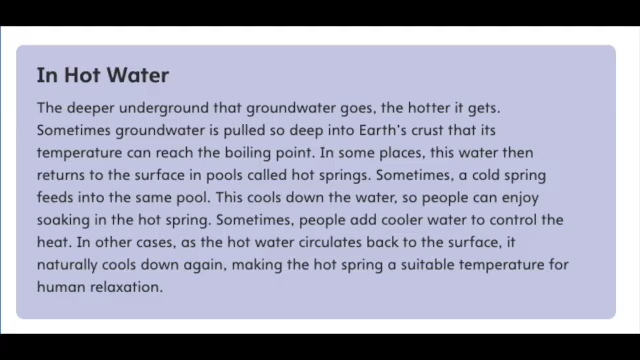 In Hot Water
The deeper underground that groundwater goes, the hotter it gets.
Sometimes groundwater is pulled so deep into Earth's crust that its
temperature can reach the boiling point. In some places, this water then
returns to the surface in pools called hot springs. Sometimes, a cold spring
feeds into the same pool. This cools down the water, so people can enjoy
soaking in the hot spring. Sometimes, people add cooler water to control the
heat. In other cases, as the hot water circulates back to the surface, it
naturally cools down again, making the hot spring a suitable temperature for
human relaxation.